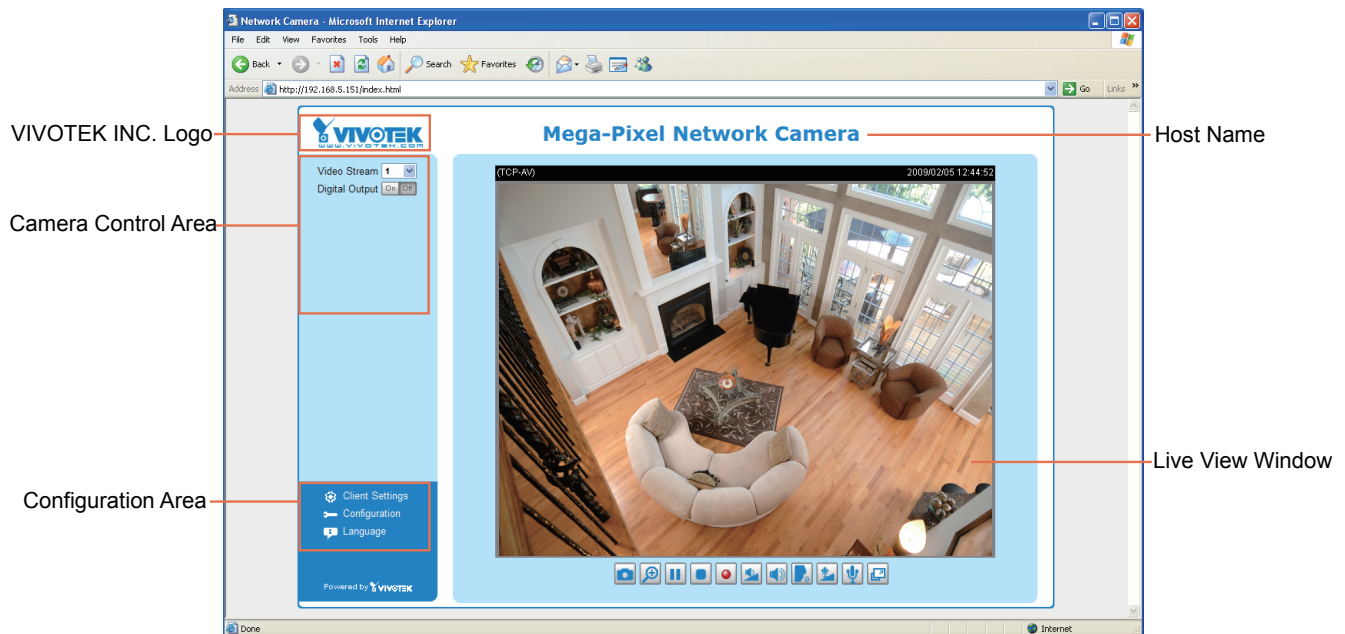 Network Camera - Microsoft Internet Explorer
File Edit View Favorites Tools Help
Back Search Favorites
Address http://192.168.5.151/index.html Go Links »
VIVOTEK INC. Logo
VIVOTEK
www.vivotek.com
Mega-Pixel Network Camera
Host Name
Camera Control Area
Video Stream 1
Digital Output On Off
(TCP-AV) 2009/02/05 12:44:52
Live View Window
Configuration Area
Client Settings
Configuration
Language
Powered by VIVOTEK
Done Internet